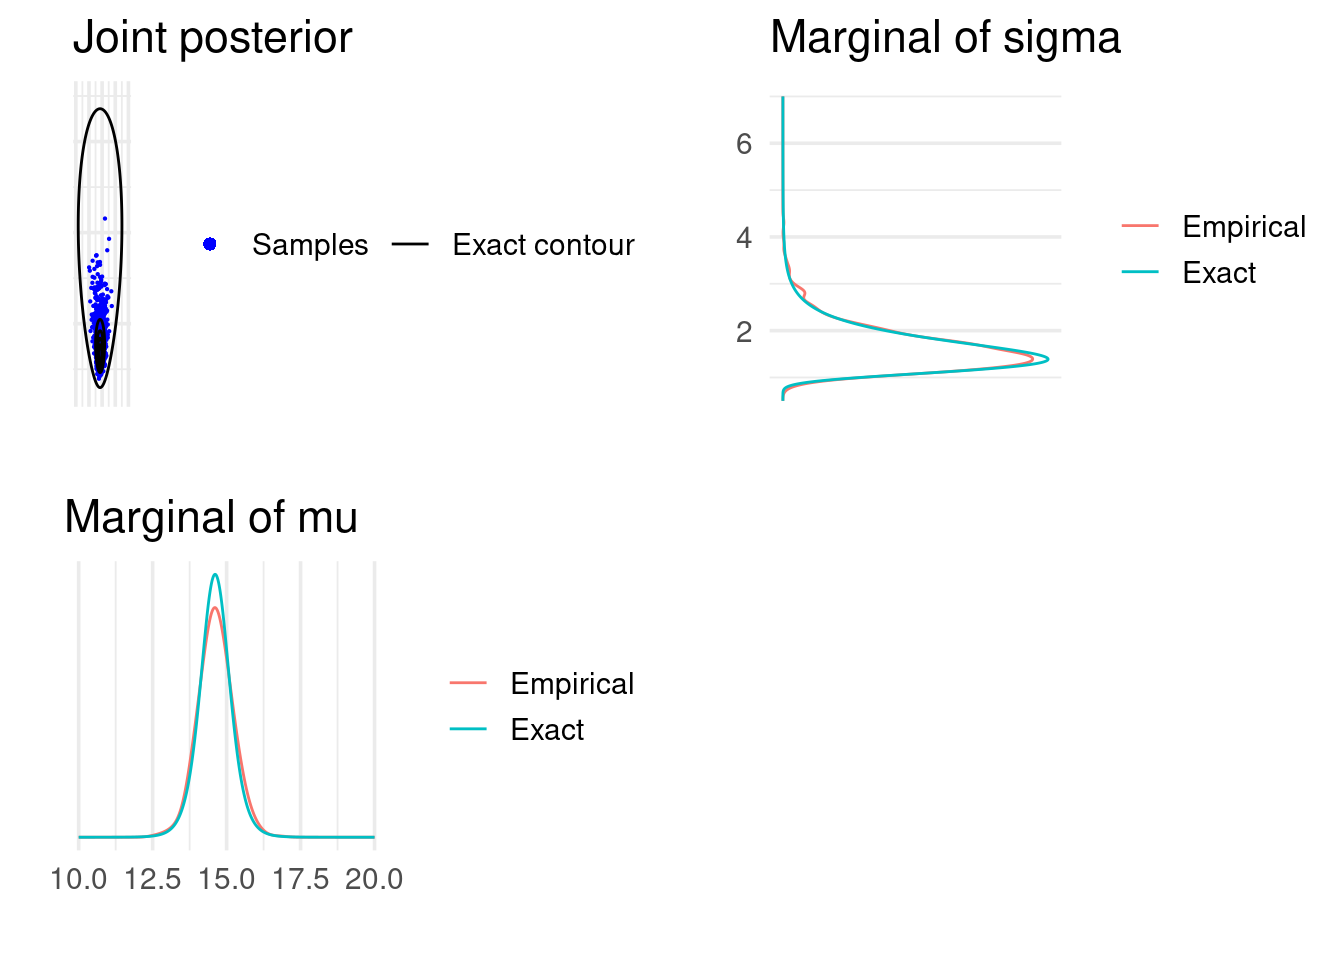 Joint posterior
Samples
Exact contour
Marginal of sigma
6
4
2
Empirical
Exact
Marginal of mu
Empirical
Exact
10.0 12.5 15.0 17.5 20.0